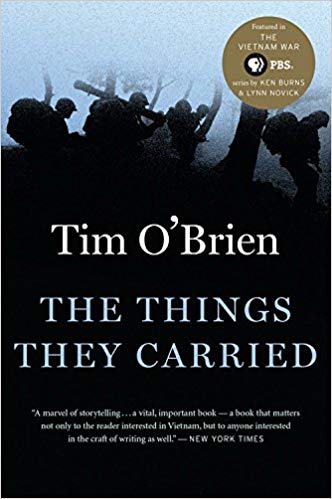 Featured in
THE
VIETNAM WAR
PBS.
series by KEN BURNS
& LYNN NOVICK
Tim O’Brien
THE THINGS
THEY CARRIED
“A marvel of storytelling . . . a vital, important book — a book that matters
not only to the reader interested in Vietnam, but to anyone interested
in the craft of writing as well.” — NEW YORK TIMES